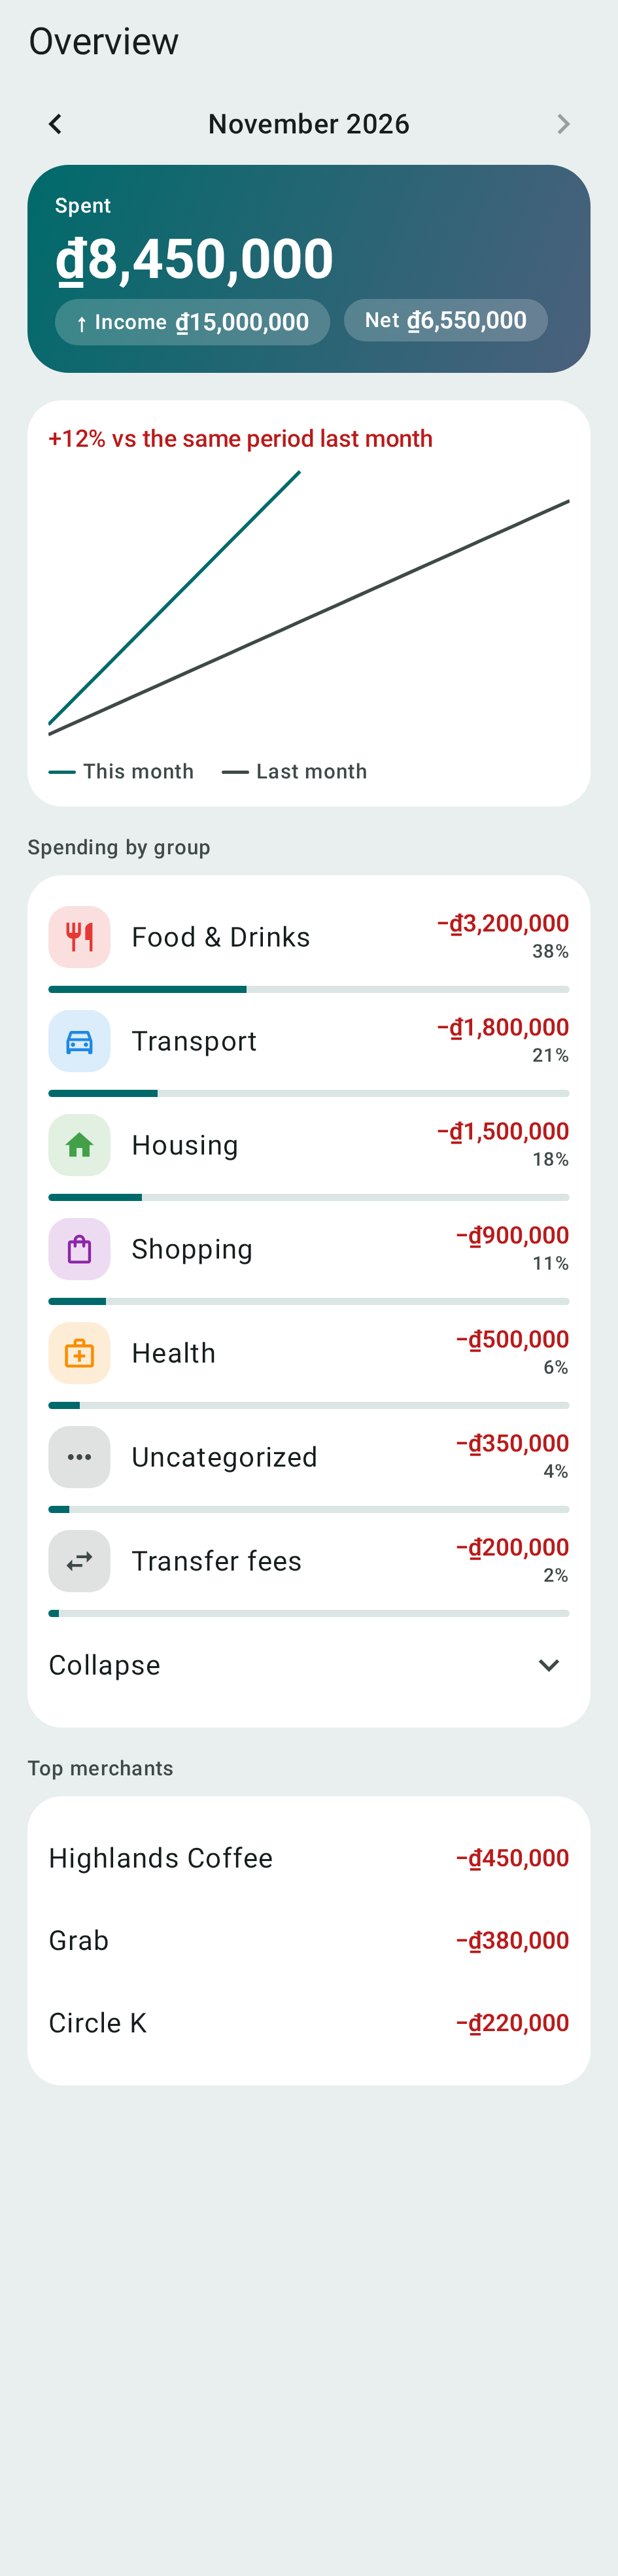 Overview
November 2026
Spent
₫8,450,000
↑ Income ₫15,000,000
Net ₫6,550,000
+12% vs the same period last month
This month
Last month
Spending by group
Food & Drinks
−₫3,200,000
38%
Transport
−₫1,800,000
21%
Housing
−₫1,500,000
18%
Shopping
−₫900,000
11%
Health
−₫500,000
6%
Uncategorized
−₫350,000
4%
Transfer fees
−₫200,000
2%
Collapse
Top merchants
Highlands Coffee
−₫450,000
Grab
−₫380,000
Circle K
−₫220,000